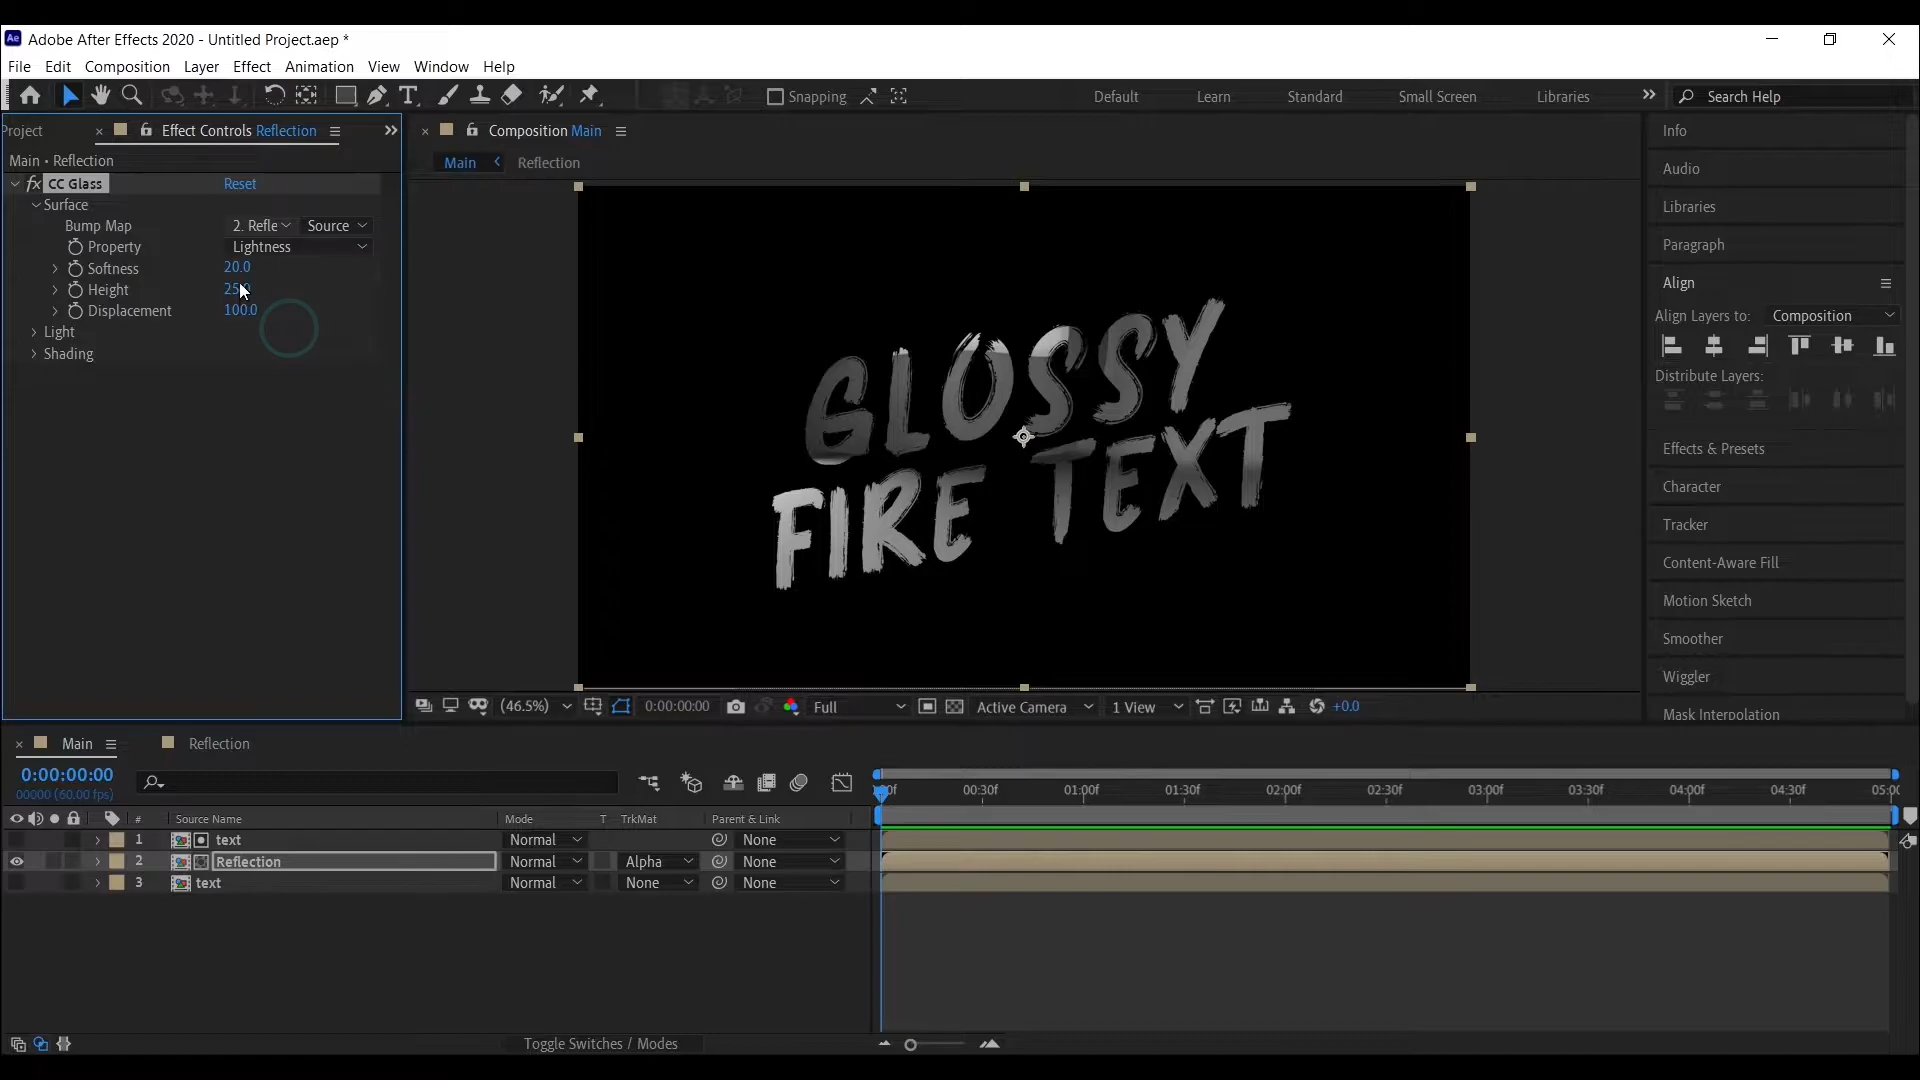 Ae Adobe After Effects 2020 - Untitled Project.aep *
File Edit Composition Layer Effect Animation View Window Help
Snapping Default Learn Standard Small Screen Libraries Search Help
Project Effect Controls Reflection
Composition Main
Main • Reflection
Main Reflection
fx CC Glass Reset
Surface
Bump Map 2. Refle Source
Property Lightness
Softness 20.0
Height
Displacement 100.0
Light
Shading
GLOSSY
FIRE TEXT
Info
Audio
Libraries
Paragraph
Align
Align Layers to: Composition
Distribute Layers:
Effects & Presets
Character
Tracker
Content-Aware Fill
Motion Sketch
Smoother
Wiggler
Mask Interpolation
(46.5%) 0:00:00:00 Full Active Camera 1 View +0.0
Main Reflection
0:00:00:00
00000 (60.00 fps)
00:30f 01:00f 01:30f 02:00f 02:30f 03:00f 03:30f 04:00f 04:30f
# Source Name Mode T TrkMat Parent & Link
1 text Normal None
2 Reflection Normal Alpha None
3 text Normal None None
Toggle Switches / Modes